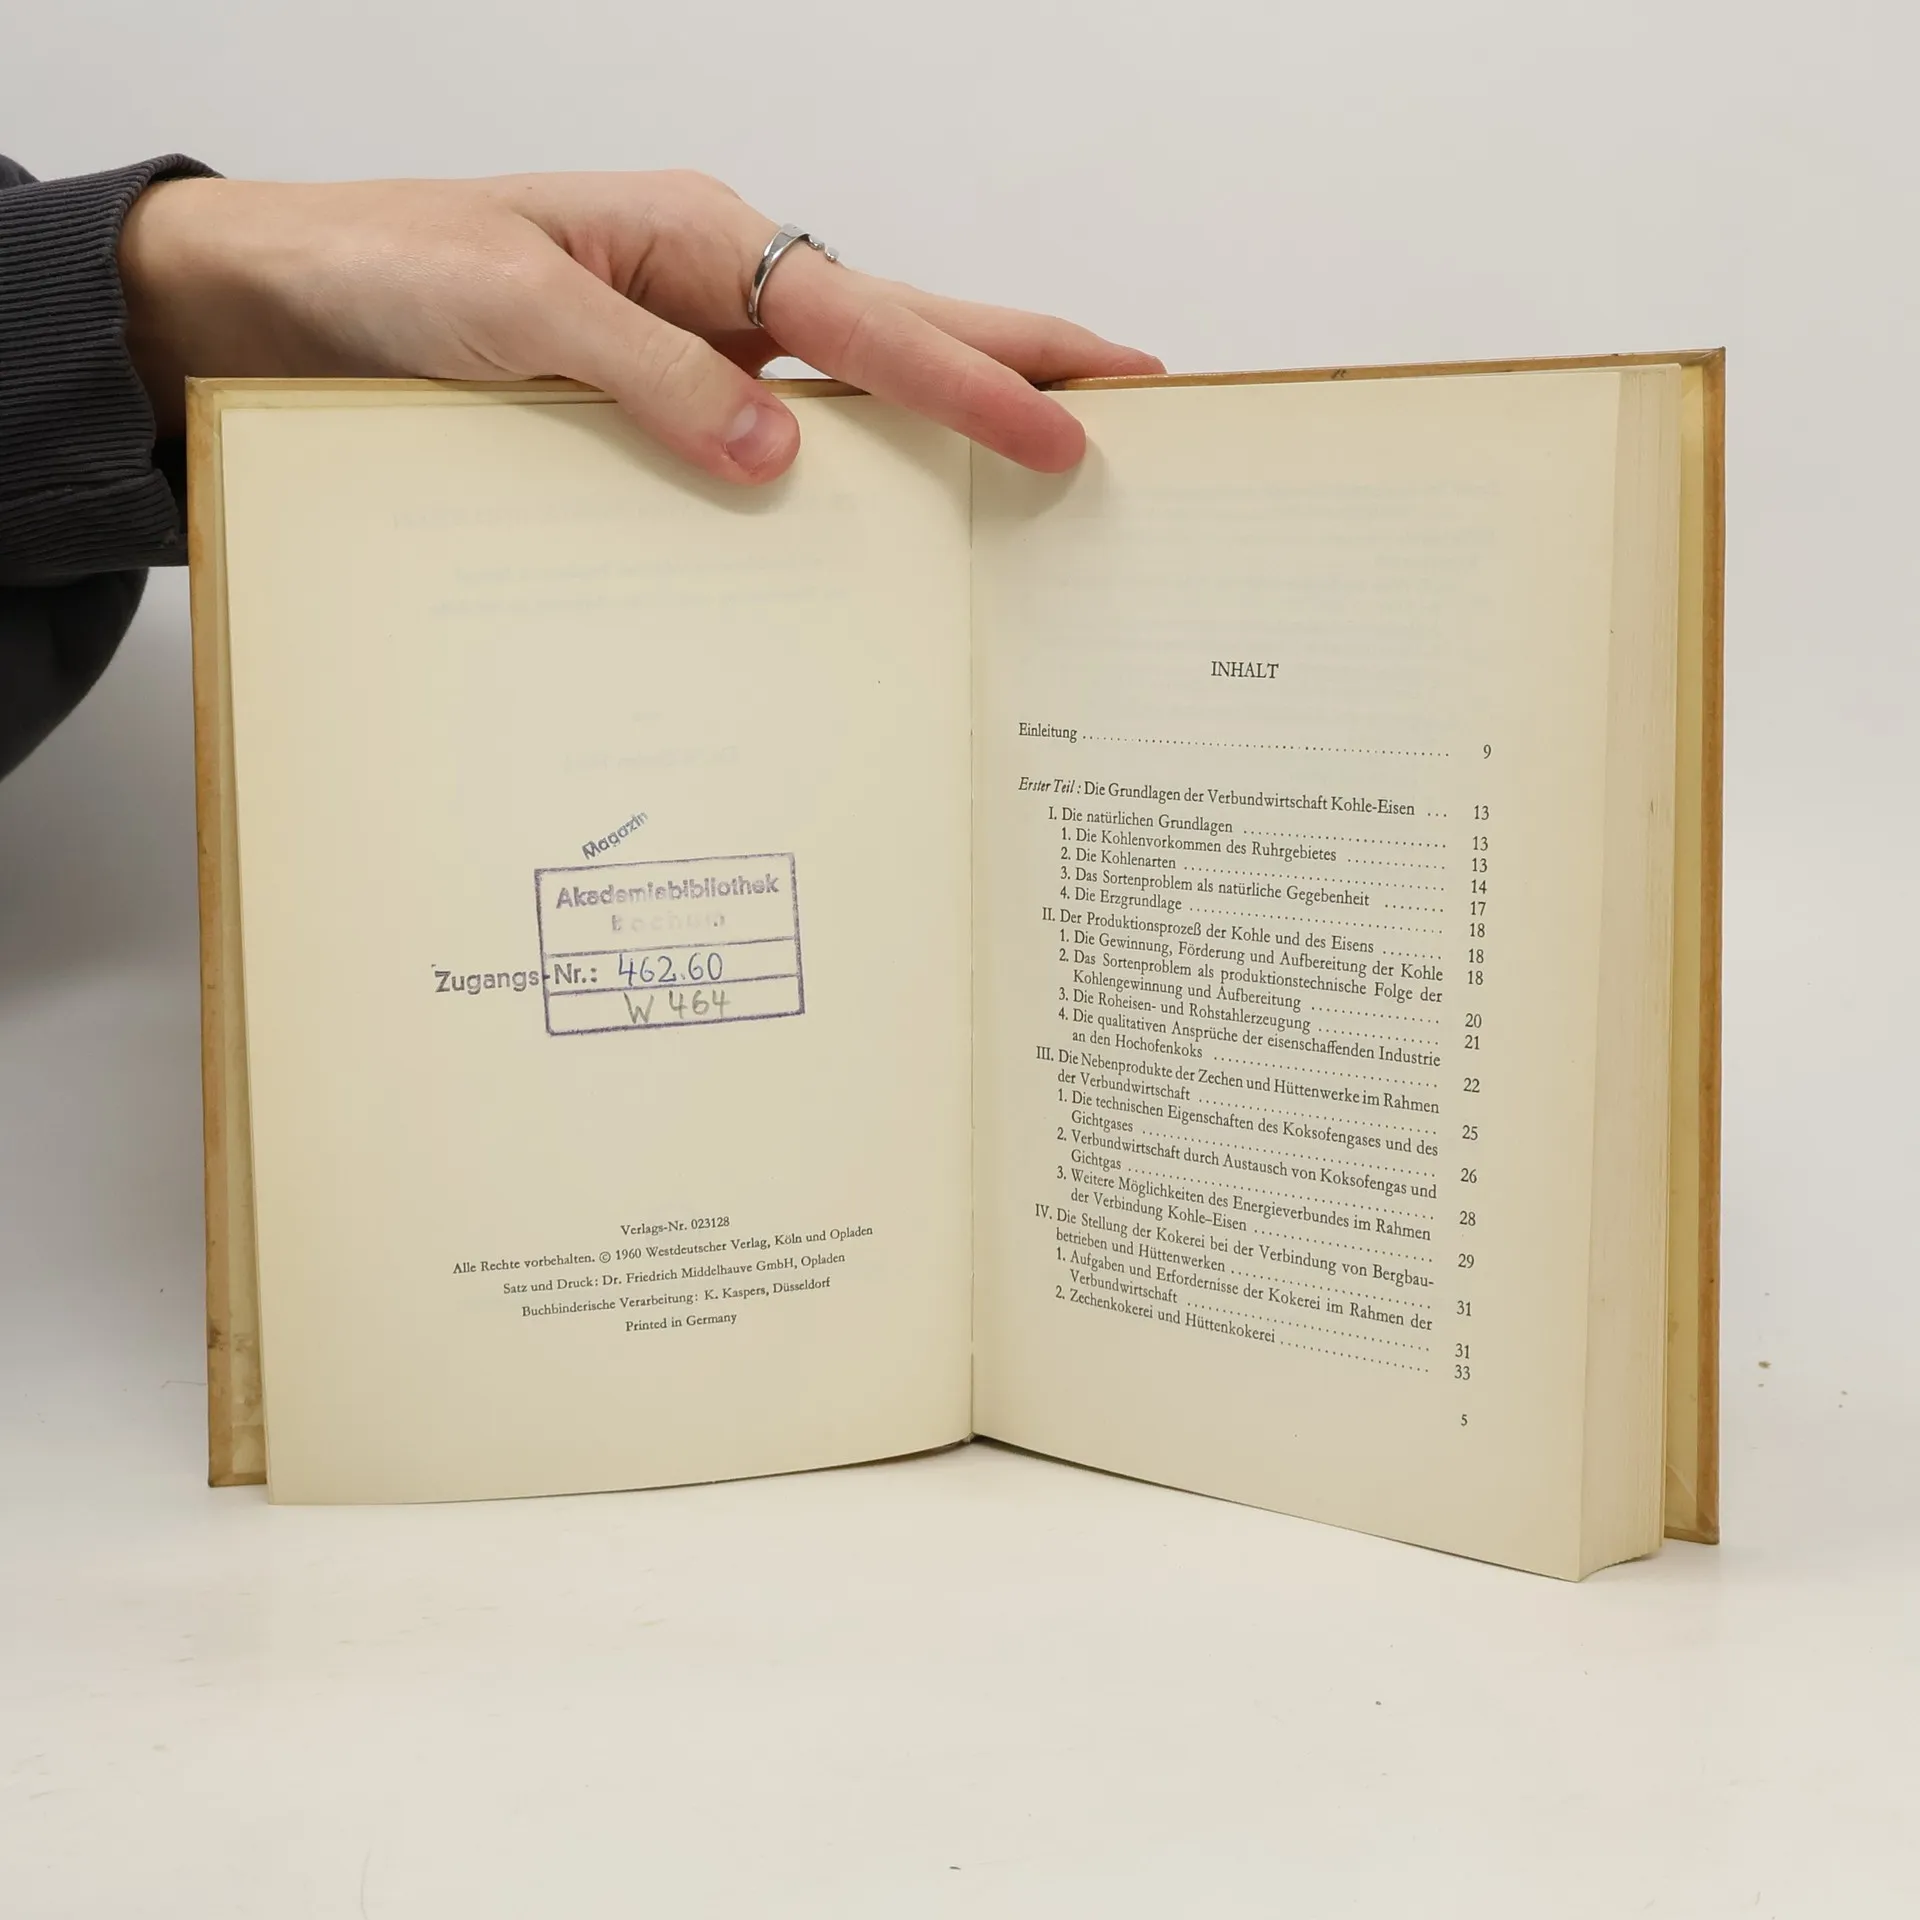 Magazin
Akademiebibliothek
Bochum
Zugangs-Nr.: 462.60
W 464
Verlags-Nr. 023128
Alle Rechte vorbehalten. © 1960 Westdeutscher Verlag, Köln und Opladen
Satz und Druck: Dr. Friedrich Middelhauve GmbH, Opladen
Buchbinderische Verarbeitung: K. Kaspers, Düsseldorf
Printed in Germany
INHALT
Einleitung ........ 9
Erster Teil: Die Grundlagen der Verbundwirtschaft Kohle-Eisen ... 13
I. Die natürlichen Grundlagen ........ 13
1. Die Kohlenvorkommen des Ruhrgebietes ........ 13
2. Die Kohlenarten ........ 14
3. Das Sortenproblem als natürliche Gegebenheit ........ 17
4. Die Erzgrundlage ........ 18
II. Der Produktionsprozeß der Kohle und des Eisens ........ 18
1. Die Gewinnung, Förderung und Aufbereitung der Kohle 18
2. Das Sortenproblem als produktionstechnische Folge der
Kohlengewinnung und Aufbereitung ........ 20
3. Die Roheisen- und Rohstahlerzeugung ........ 21
4. Die qualitativen Ansprüche der eisenschaffenden Industrie
an den Hochofenkoks ........ 22
III. Die Nebenprodukte der Zechen und Hüttenwerke im Rahmen
der Verbundwirtschaft ........ 25
1. Die technischen Eigenschaften des Koksofengases und des
Gichtgases ........ 26
2. Verbundwirtschaft durch Austausch von Koksofengas und
Gichtgas ........ 28
3. Weitere Möglichkeiten des Energieverbundes im Rahmen
der Verbindung Kohle–Eisen ........ 29
IV. Die Stellung der Kokerei bei der Verbindung von Bergbau-
betrieben und Hüttenwerken ........ 31
1. Aufgaben und Erfordernisse der Kokerei im Rahmen der
Verbundwirtschaft ........ 31
2. Zechenkokerei und Hüttenkokerei ........ 33
5